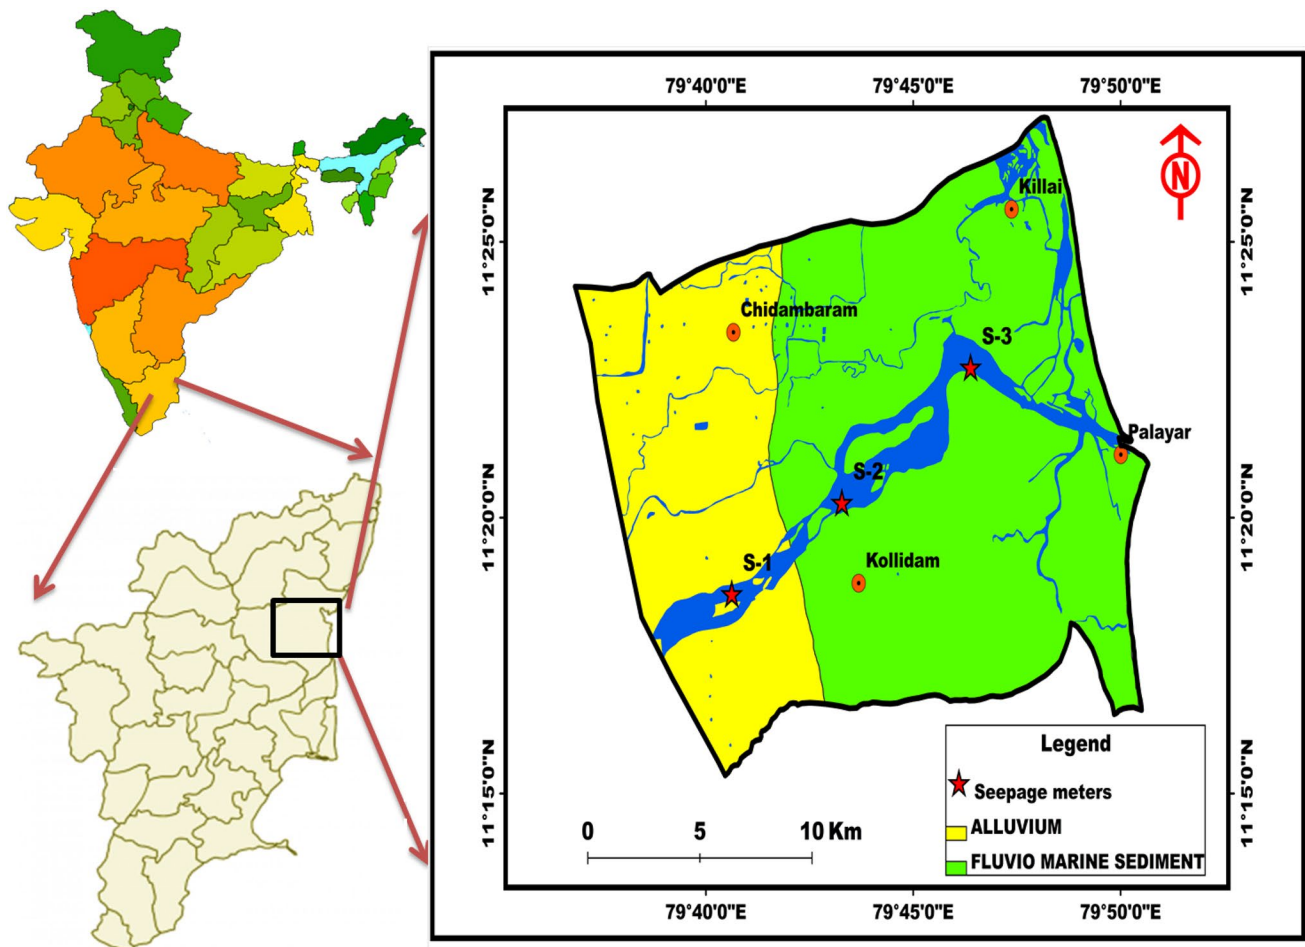 79°40'0"E
79°45'0"E
79°50'0"E
N
Killai
11°25'0"N
11°25'0"N
Chidambaram
S-3
Palayar
S-2
11°20'0"N
11°20'0"N
S-1
Kollidam
Legend
Seepage meters
ALLUVIUM
FLUVIO MARINE SEDIMENT
11°15'0"N
11°15'0"N
0 5 10 Km
79°40'0"E
79°45'0"E
79°50'0"E